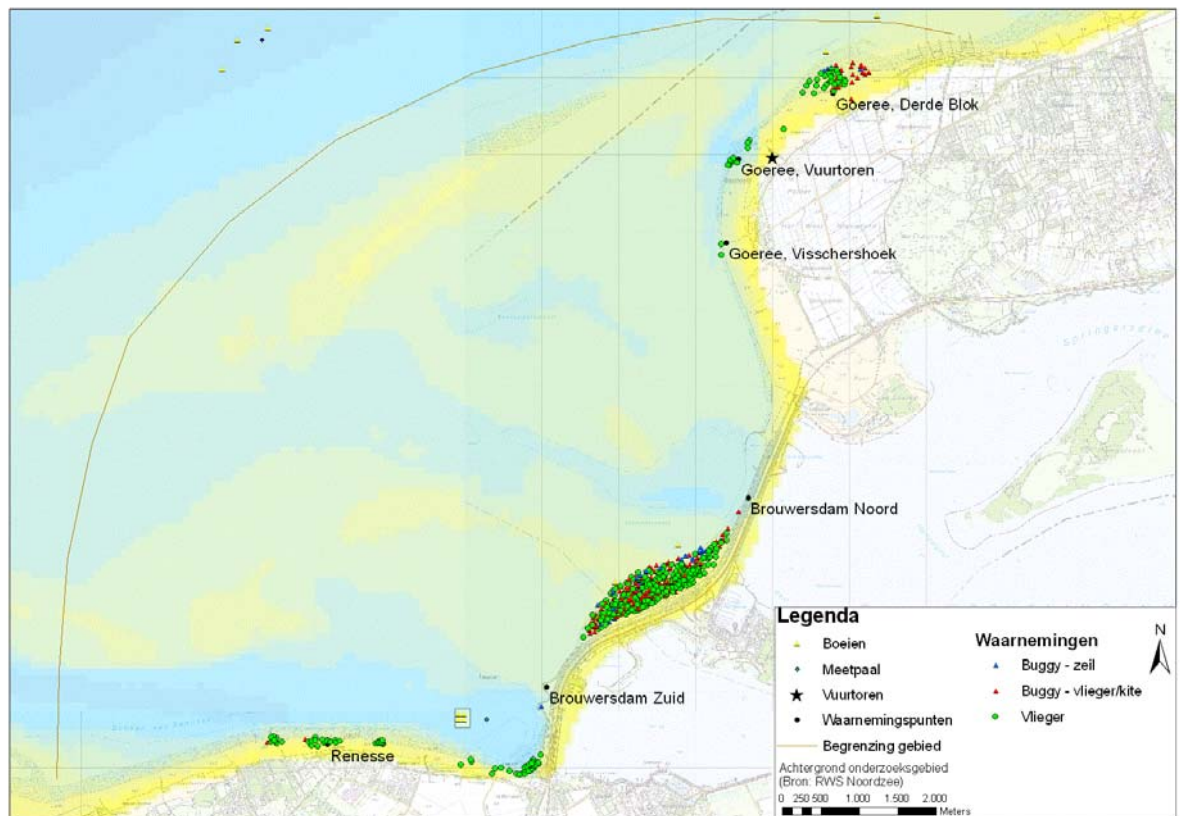 Goeree, Derde Blok
Goeree, Vuurtoren
Goeree, Visschershoek
Brouwersdam Noord
Brouwersdam Zuid
Renesse
Legenda
Boeien
Meetpaal
Vuurtoren
Waarnemingspunten
Begrenzing gebied
Achtergrond onderzoeksgebied
(Bron: RWS Noordzee)
0 250 500 1.000 1.500 2.000
Meters
Waarnemingen
Buggy - zeil
Buggy - vlieger/kite
Vlieger
N